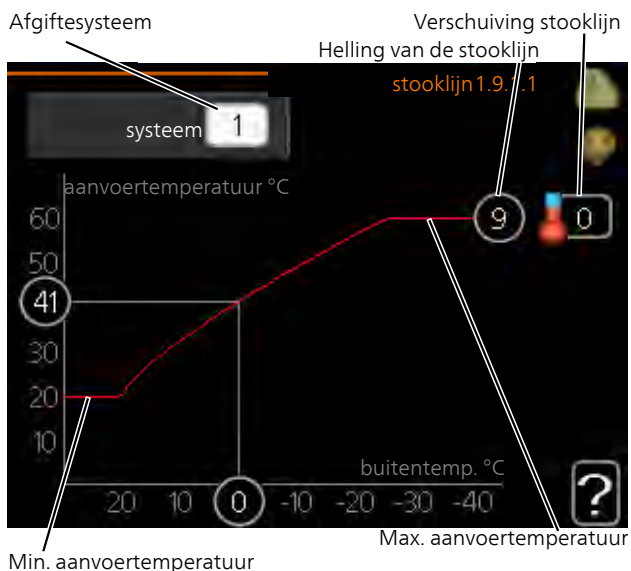 Afgiftesysteem
Verschuiving stooklijn
Helling van de stooklijn
stooklijn 1.9.1.1
systeem 1
aanvoertemperatuur °C
60
9
0
50
41
30
20
10
buitentemp. °C
20 10 0 -10 -20 -30 -40
?
Max. aanvoertemperatuur
Min. aanvoertemperatuur